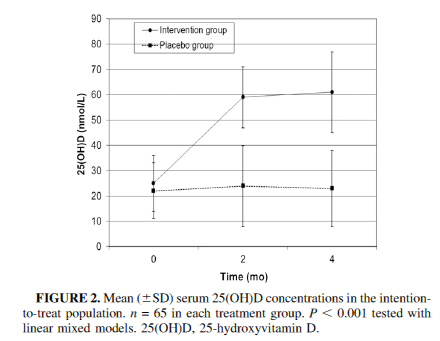 90
Intervention group
80
Placebo group
70
60
50
40
30
20
10
0
25(OH)D (nmol/L)
0 2 4
Time (mo)
FIGURE 2. Mean (±SD) serum 25(OH)D concentrations in the intention-
to-treat population. n = 65 in each treatment group. P < 0.001 tested with
linear mixed models. 25(OH)D, 25-hydroxyvitamin D.